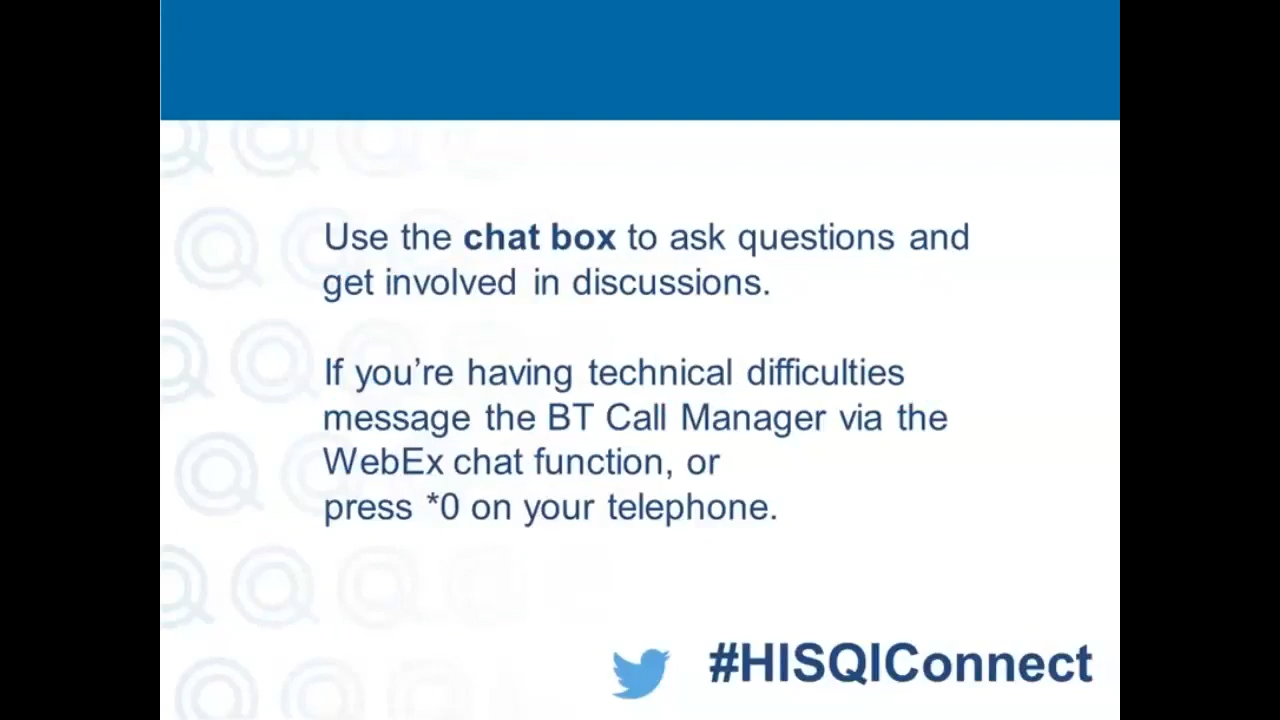 Use the chat box to ask questions and
get involved in discussions.
If you're having technical difficulties
message the BT Call Manager via the
WebEx chat function, or
press *0 on your telephone.
#HISQIConnect